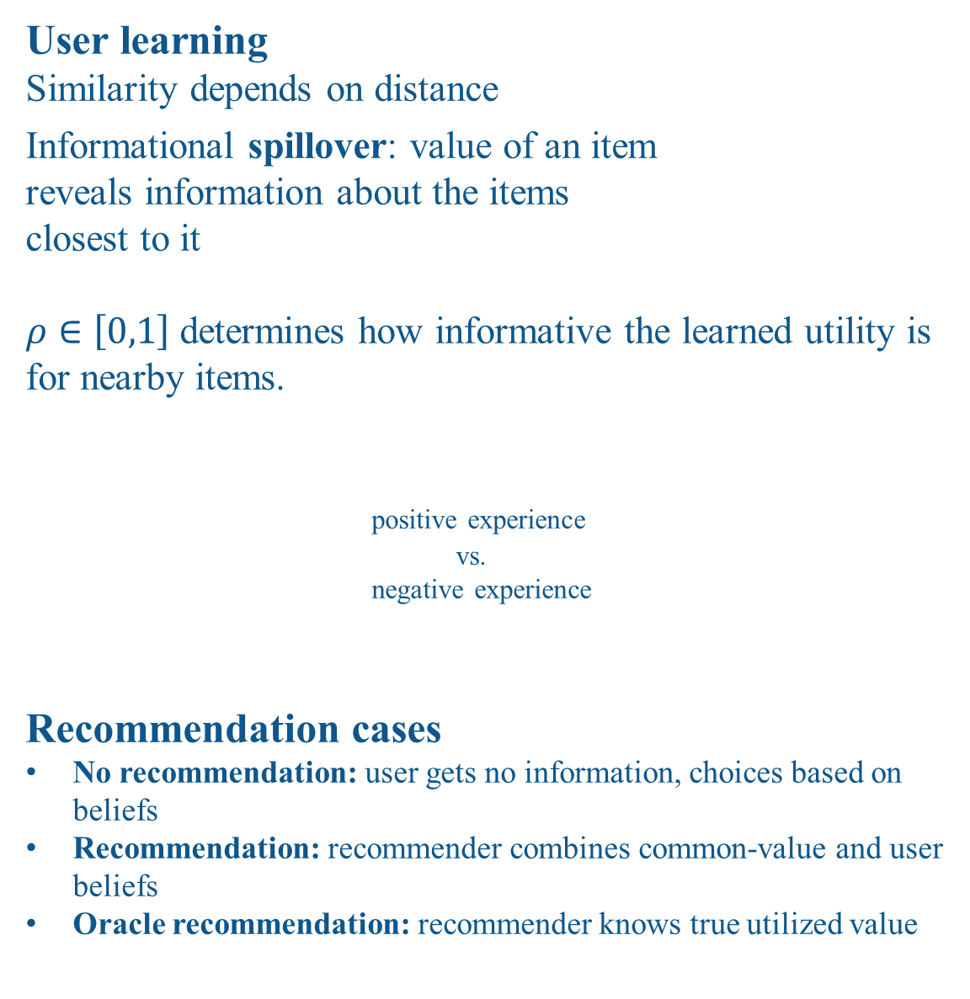 User learning
Similarity depends on distance
Informational spillover: value of an item
reveals information about the items
closest to it
ρ ∈ [0,1] determines how informative the learned utility is
for nearby items.
positive experience
vs.
negative experience
Recommendation cases
• No recommendation: user gets no information, choices based on
beliefs
• Recommendation: recommender combines common-value and user
beliefs
• Oracle recommendation: recommender knows true utilized value